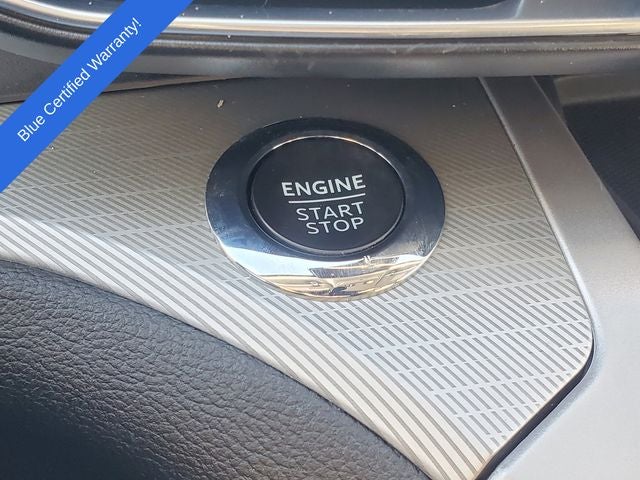 Blue Certified Warranty!
ENGINE
START
STOP